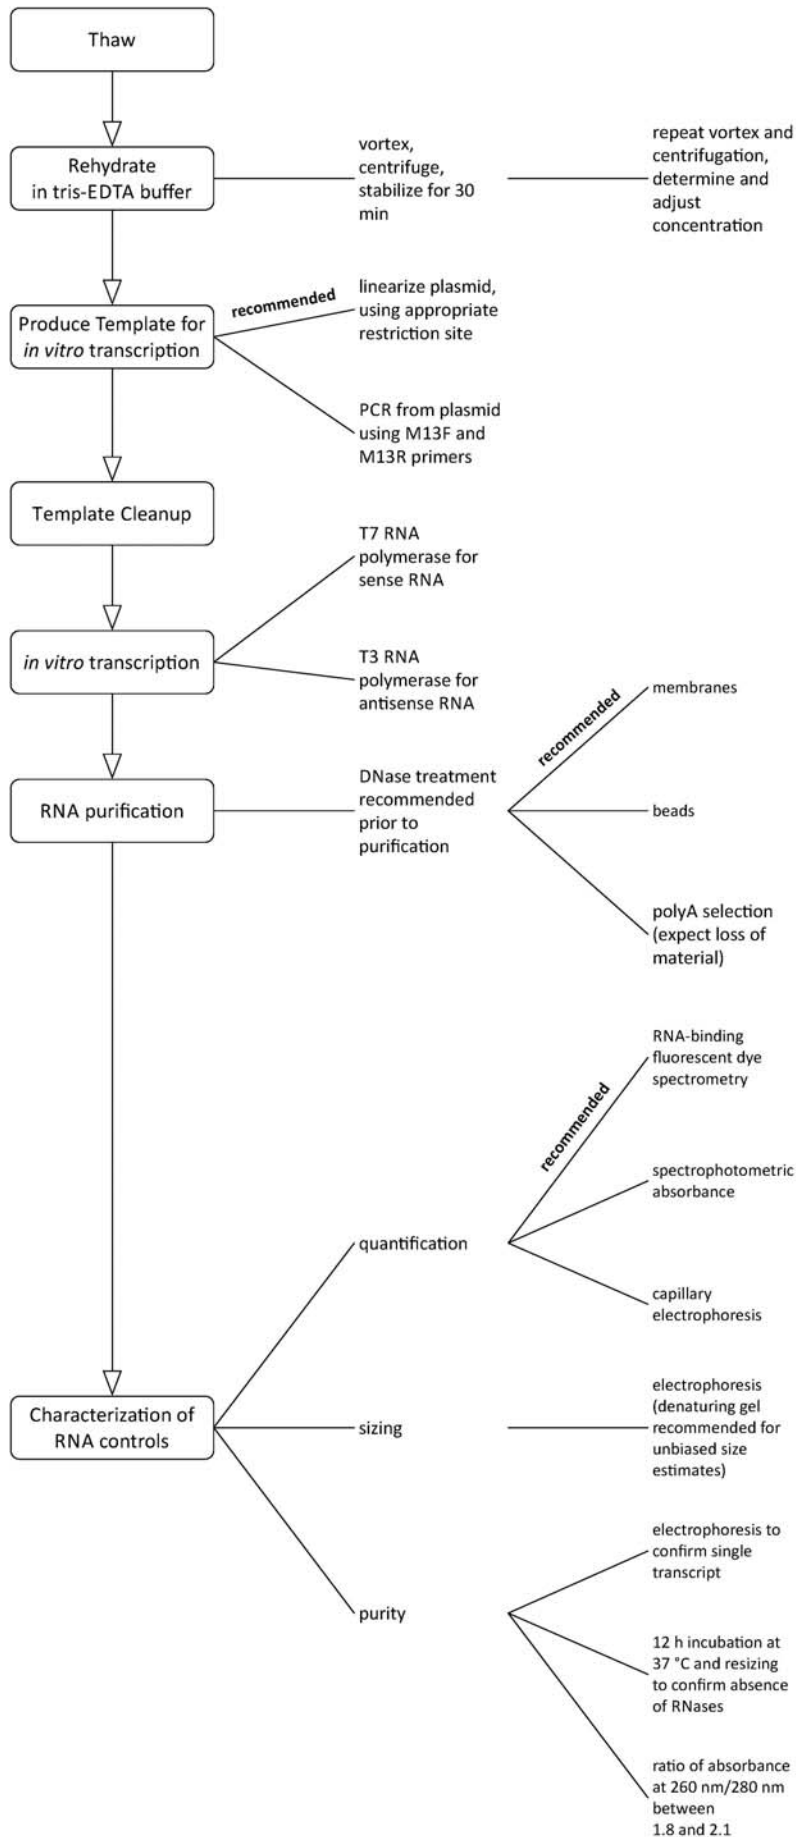 Thaw
Rehydrate
in tris-EDTA buffer
vortex,
centrifuge,
stabilize for 30
min
repeat vortex and
centrifugation,
determine and
adjust
concentration
Produce Template for
in vitro transcription
recommended
linearize plasmid,
using appropriate
restriction site
PCR from plasmid
using M13F and
M13R primers
Template Cleanup
T7 RNA
polymerase for
sense RNA
in vitro transcription
T3 RNA
polymerase for
antisense RNA
RNA purification
DNase treatment
recommended
prior to
purification
recommended
membranes
beads
polyA selection
(expect loss of
material)
Characterization of
RNA controls
quantification
recommended
RNA-binding
fluorescent dye
spectrometry
spectrophotometric
absorbance
capillary
electrophoresis
sizing
electrophoresis
(denaturing gel
recommended for
unbiased size
estimates)
purity
electrophoresis to
confirm single
transcript
12 h incubation at
37 °C and resizing
to confirm absence
of RNases
ratio of absorbance
at 260 nm/280 nm
between
1.8 and 2.1